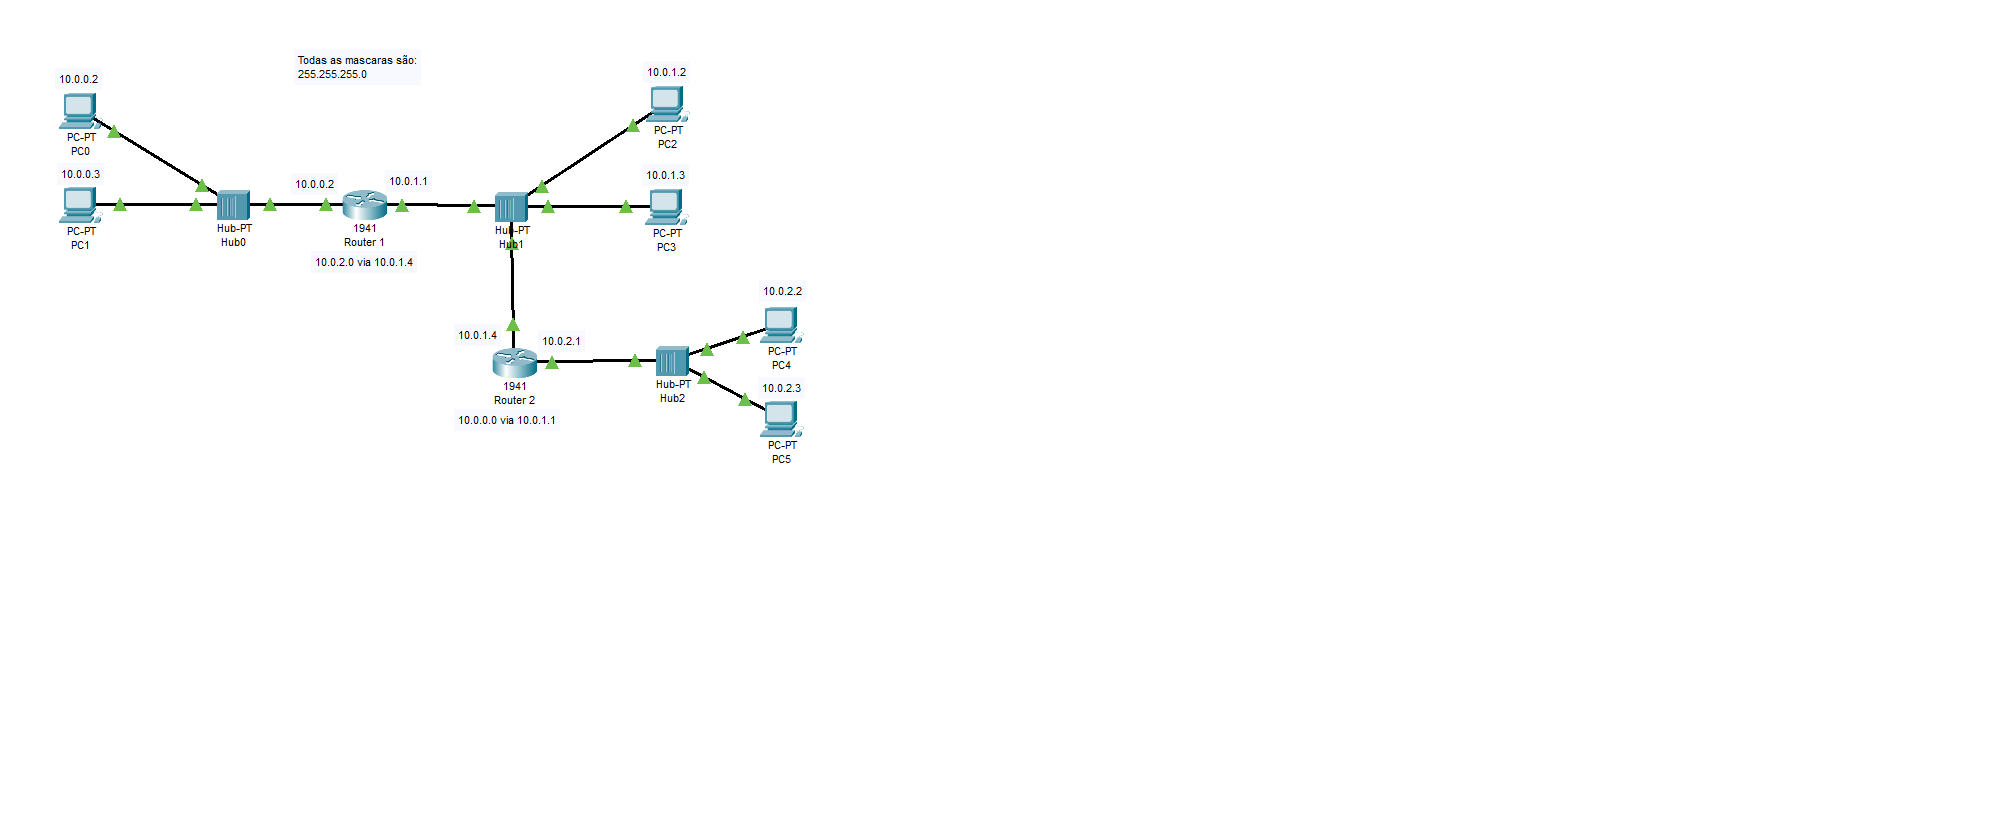 Todas as mascaras são:
255.255.255.0
10.0.0.2
PC-PT
PC0
10.0.0.3
PC-PT
PC1
Hub-PT
Hub0
10.0.0.2
10.0.1.1
1941
Router 1
10.0.2.0 via 10.0.1.4
Hub-PT
Hub1
10.0.1.2
PC-PT
PC2
10.0.1.3
PC-PT
PC3
10.0.1.4
10.0.2.1
1941
Router 2
10.0.0.0 via 10.0.1.1
Hub-PT
Hub2
10.0.2.2
PC-PT
PC4
10.0.2.3
PC-PT
PC5